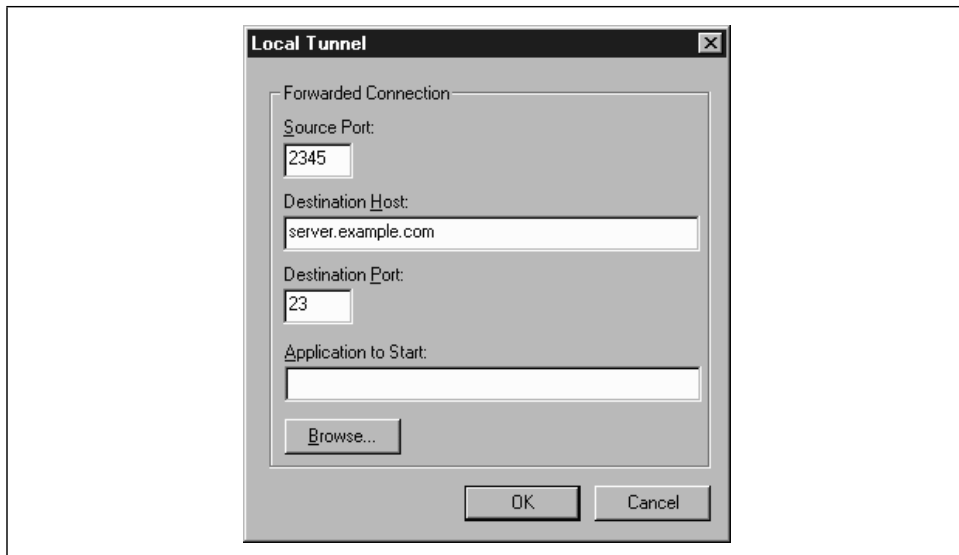 Local Tunnel
Forwarded Connection
Source Port:
2345
Destination Host:
server.example.com
Destination Port:
23
Application to Start:
Browse...
OK
Cancel